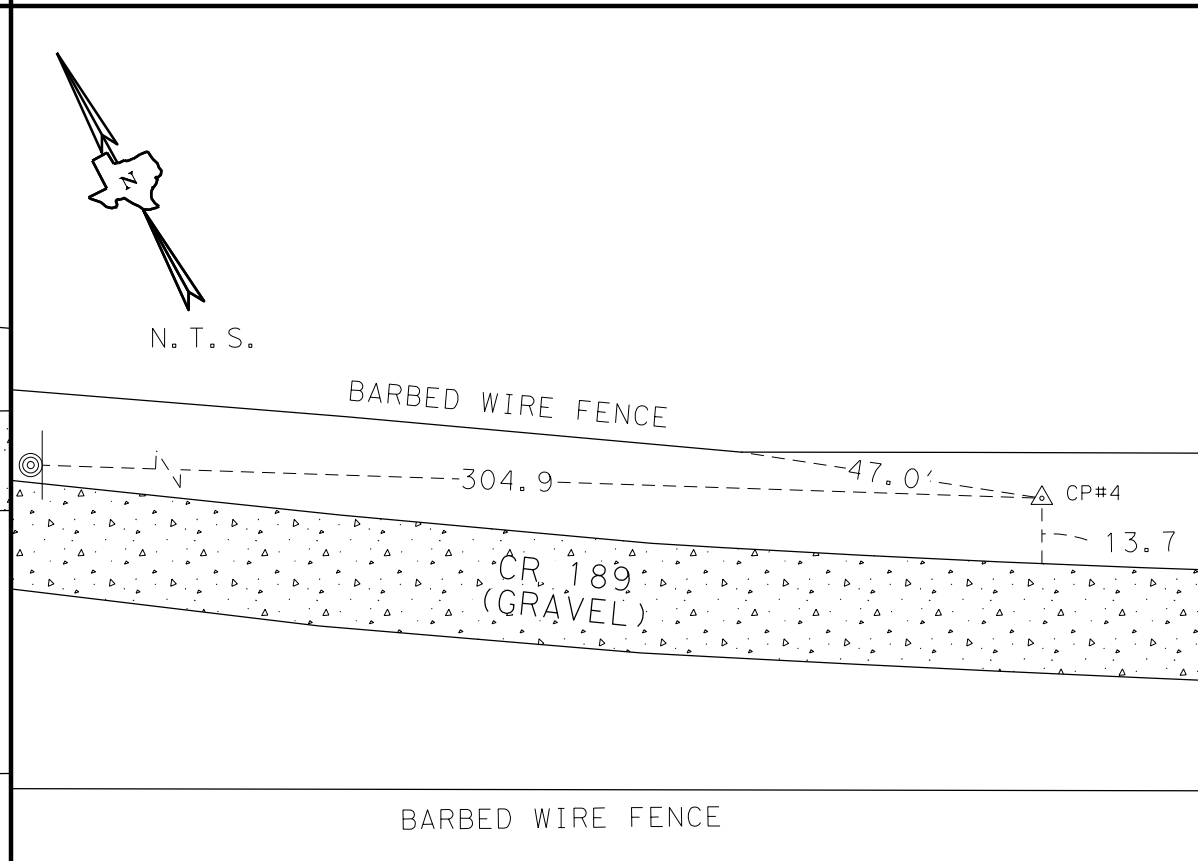 N
N. T. S.
BARBED WIRE FENCE
304.9
47.0'
CP#4
13.7
CR 189
(GRAVEL)
BARBED WIRE FENCE